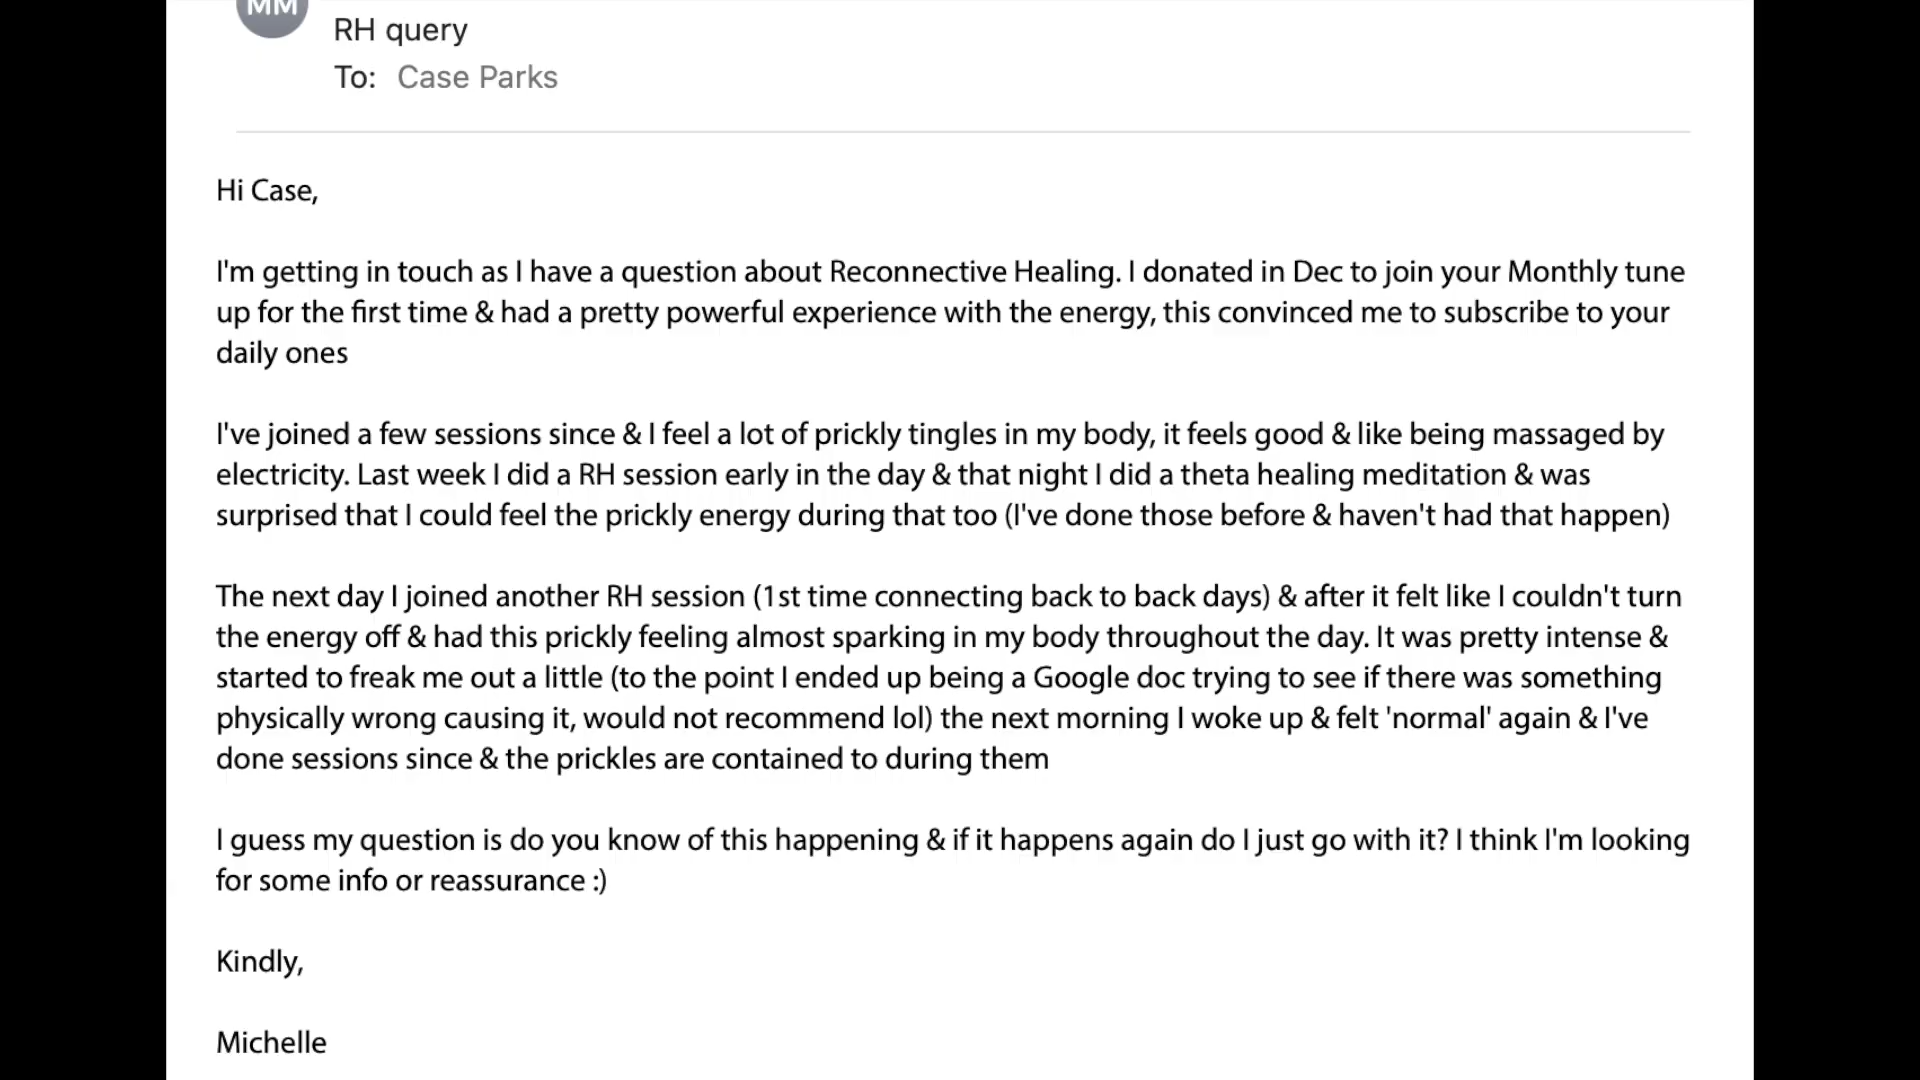 MM
RH query
To: Case Parks
Hi Case,
I'm getting in touch as I have a question about Reconnective Healing. I donated in Dec to join your Monthly tune
up for the first time & had a pretty powerful experience with the energy, this convinced me to subscribe to your
daily ones
I've joined a few sessions since & I feel a lot of prickly tingles in my body, it feels good & like being massaged by
electricity. Last week I did a RH session early in the day & that night I did a theta healing meditation & was
surprised that I could feel the prickly energy during that too (I've done those before & haven't had that happen)
The next day I joined another RH session (1st time connecting back to back days) & after it felt like I couldn't turn
the energy off & had this prickly feeling almost sparking in my body throughout the day. It was pretty intense &
started to freak me out a little (to the point I ended up being a Google doc trying to see if there was something
physically wrong causing it, would not recommend lol) the next morning I woke up & felt 'normal' again & I've
done sessions since & the prickles are contained to during them
I guess my question is do you know of this happening & if it happens again do I just go with it? I think I'm looking
for some info or reassurance :)
Kindly,
Michelle